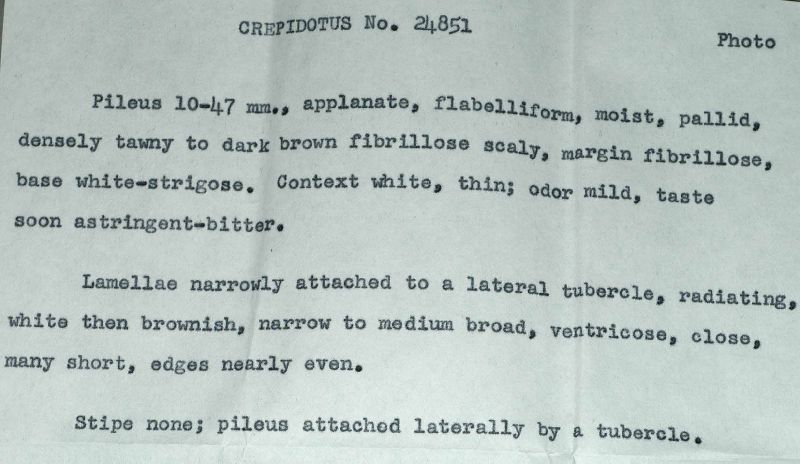 CREPIDOTUS No. 24851
Photo
Pileus 10-47 mm., applanate, flabelliform, moist, pallid,
densely tawny to dark brown fibrillose scaly, margin fibrillose,
base white-strigose. Context white, thin; odor mild, taste
soon astringent-bitter.
Lamellae narrowly attached to a lateral tubercle, radiating,
white then brownish, narrow to medium broad, ventricose, close,
many short, edges nearly even.
Stipe none; pileus attached laterally by a tubercle.